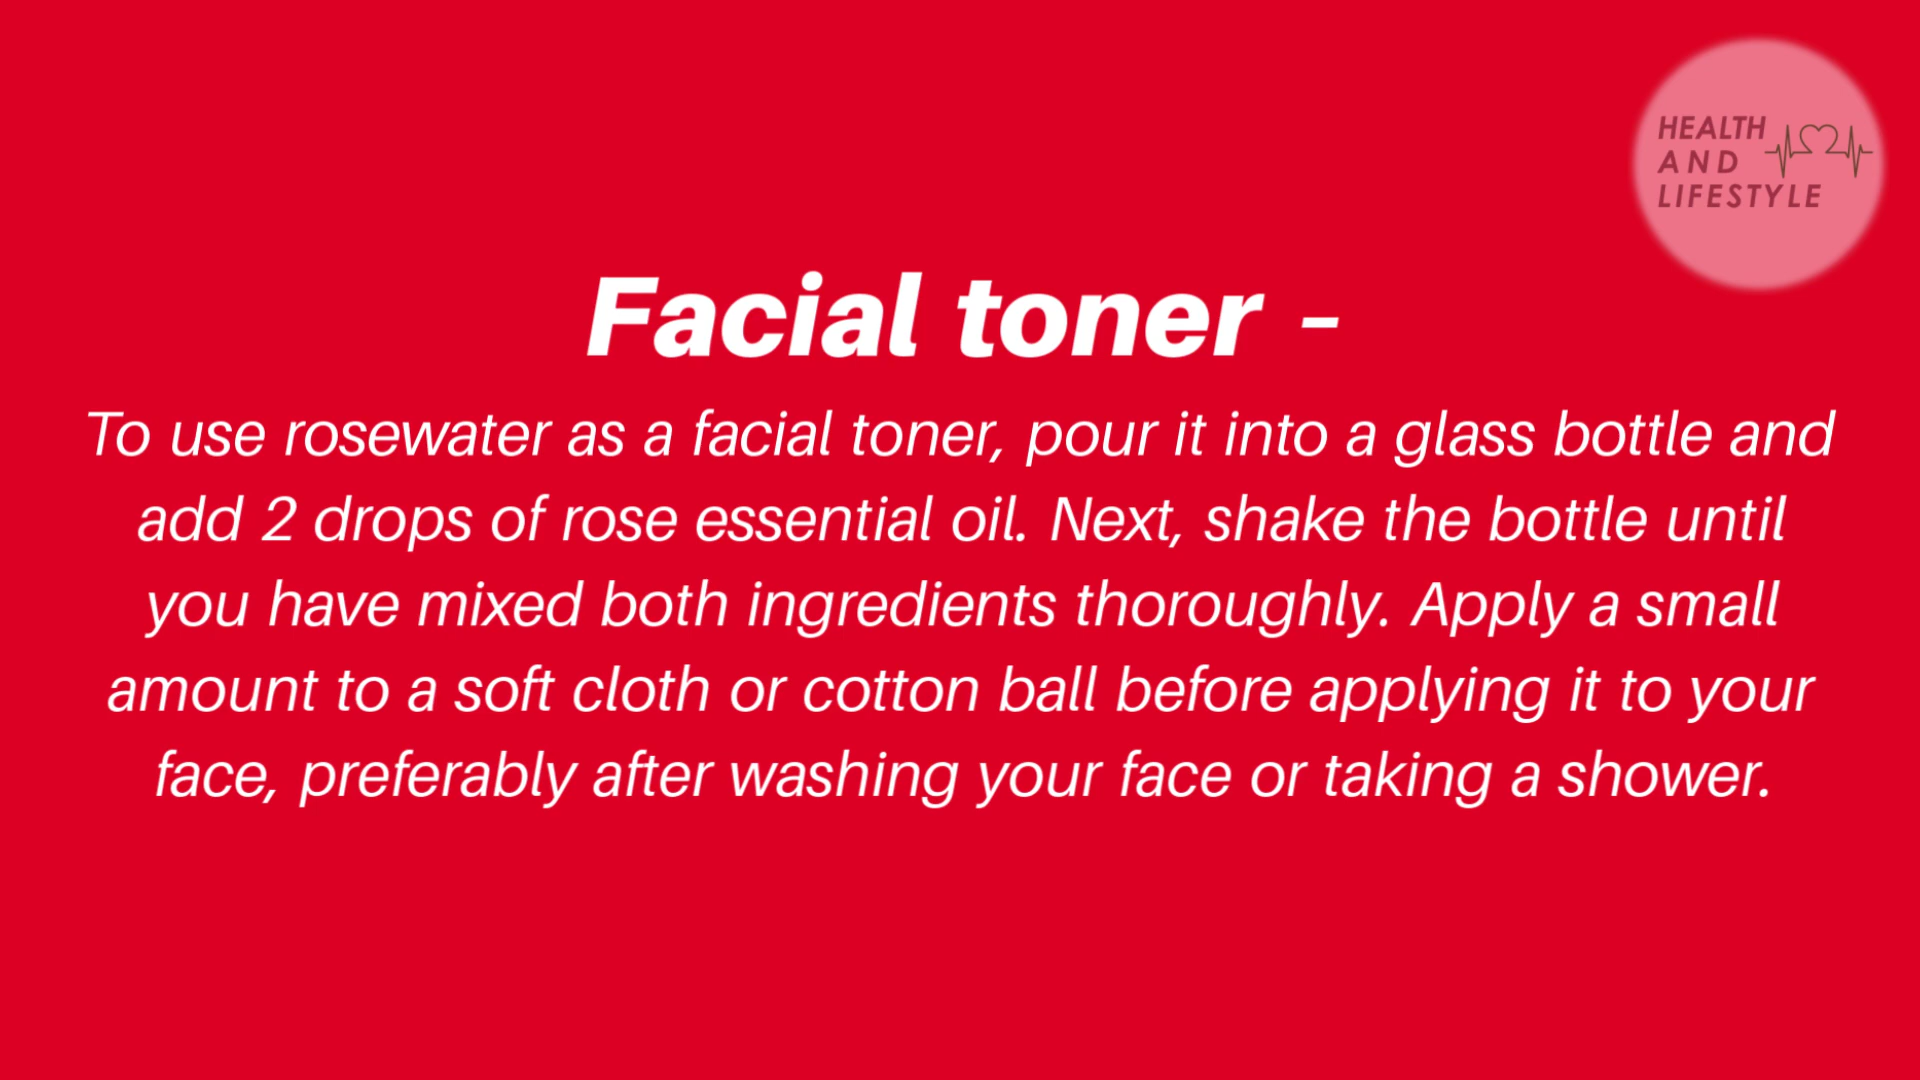 HEALTH
AND
LIFESTYLE
Facial toner -
To use rosewater as a facial toner, pour it into a glass bottle and
add 2 drops of rose essential oil. Next, shake the bottle until
you have mixed both ingredients thoroughly. Apply a small
amount to a soft cloth or cotton ball before applying it to your
face, preferably after washing your face or taking a shower.